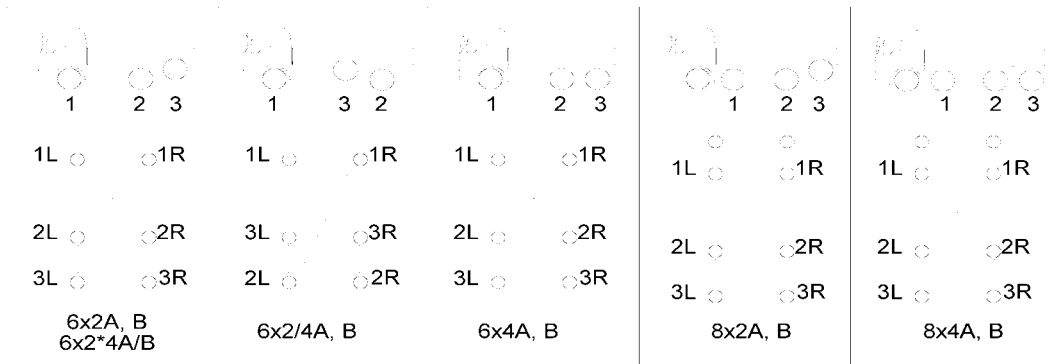 1 2 3 1 3 2 1 2 3 1 2 3 1 2 3
1L 1R 1L 1R 1L 1R 1L 1R 1L 1R
2L 2R 3L 3R 2L 2R 2L 2R 2L 2R
3L 3R 2L 2R 3L 3R 3L 3R 3L 3R
6x2A, B 6x2/4A, B 6x4A, B 8x2A, B 8x4A, B
6x2*4A/B